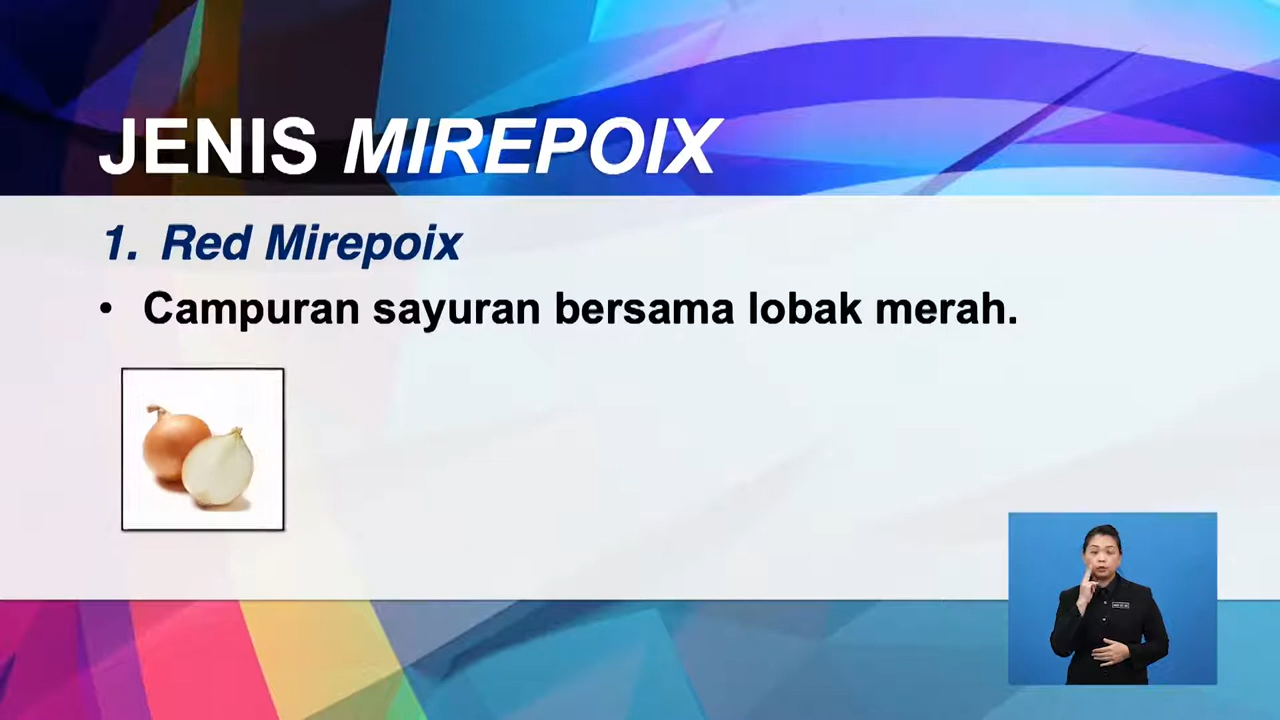 JENIS MIREPOIX
1. Red Mirepoix
• Campuran sayuran bersama lobak merah.